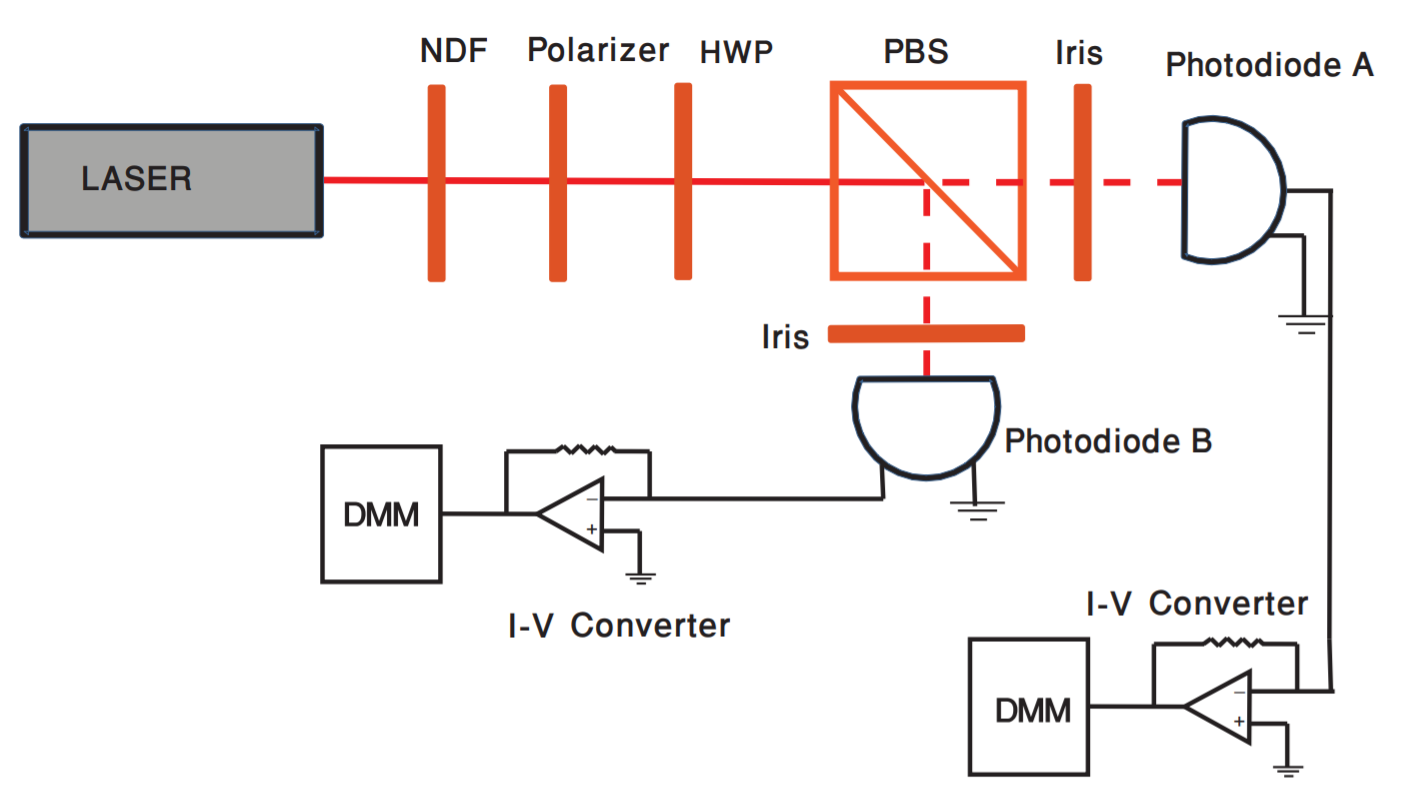 NDF
Polarizer
HWP
PBS
Iris
Photodiode A
LASER
Iris
Photodiode B
DMM
−
+
I-V Converter
I-V Converter
DMM
−
+